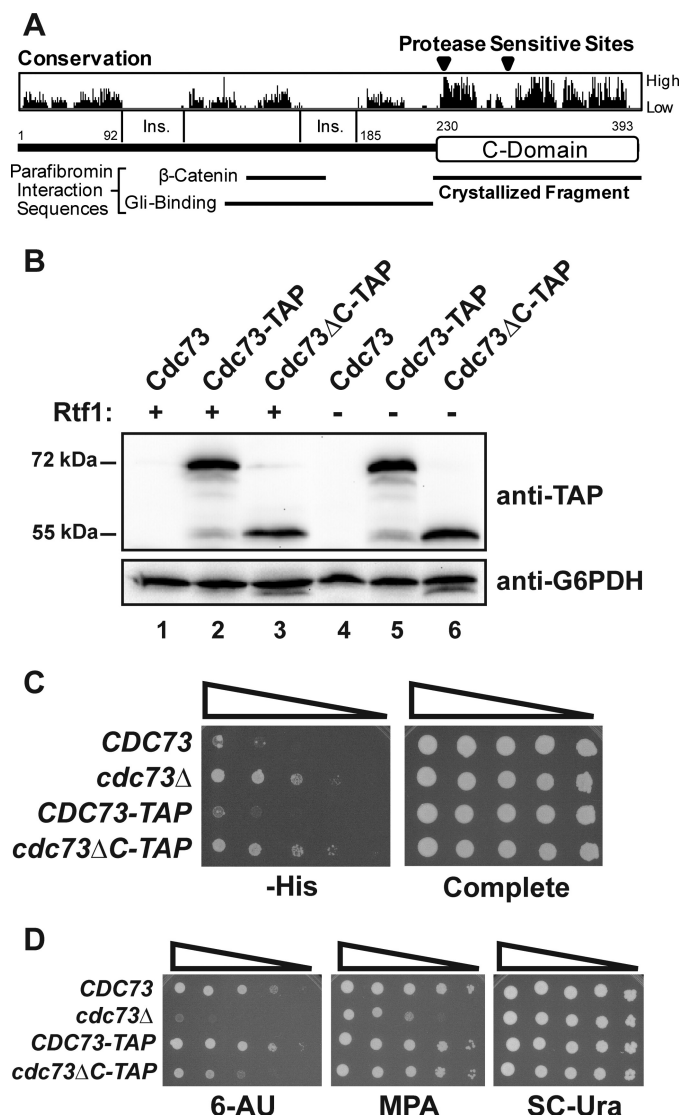 A
Conservation
Protease Sensitive Sites
High
Low
1 92 Ins. Ins. 185 230 393
C-Domain
Parafibromin
Interaction
Sequences
β-Catenin
Gli-Binding
Crystallized Fragment
B
Cdc73 Cdc73-TAP Cdc73ΔC-TAP Cdc73 Cdc73-TAP Cdc73ΔC-TAP
Rtf1: + + + - - -
72 kDa
55 kDa
anti-TAP
anti-G6PDH
1 2 3 4 5 6
C
CDC73
cdc73Δ
CDC73-TAP
cdc73ΔC-TAP
-His Complete
D
CDC73
cdc73Δ
CDC73-TAP
cdc73ΔC-TAP
6-AU MPA SC-Ura